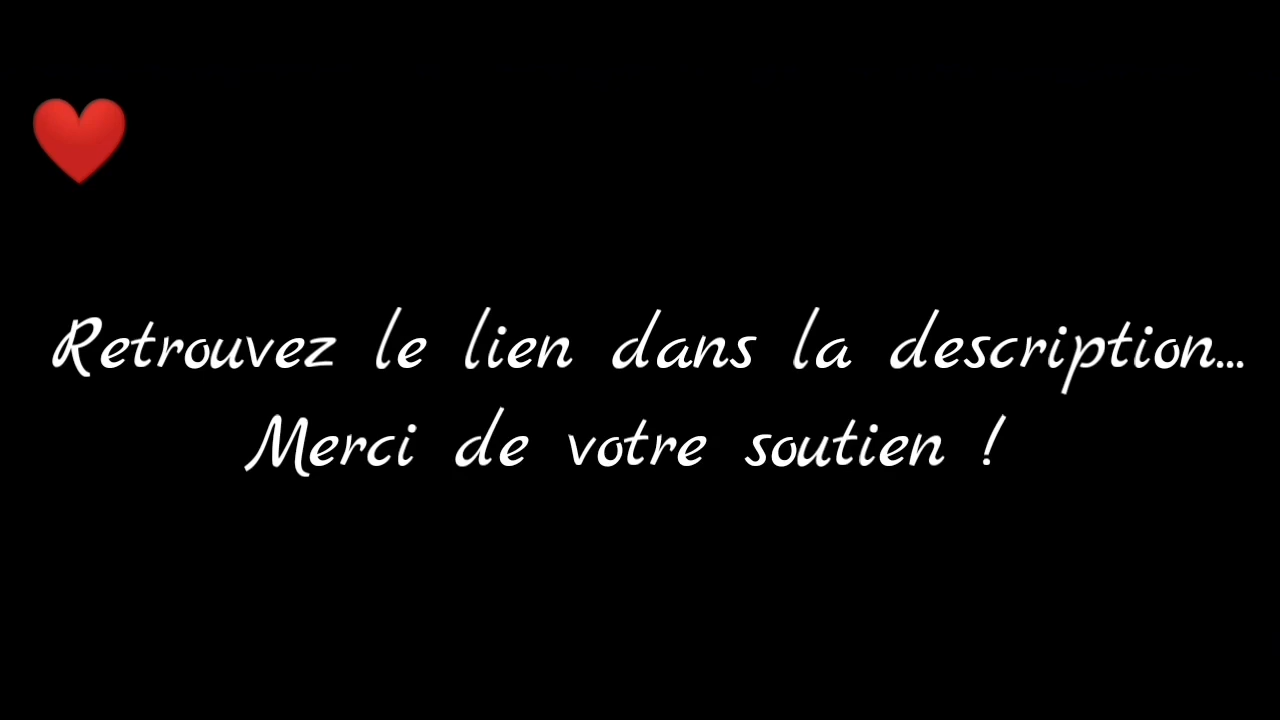 Retrouvez le lien dans la description...
Merci de votre soutien !